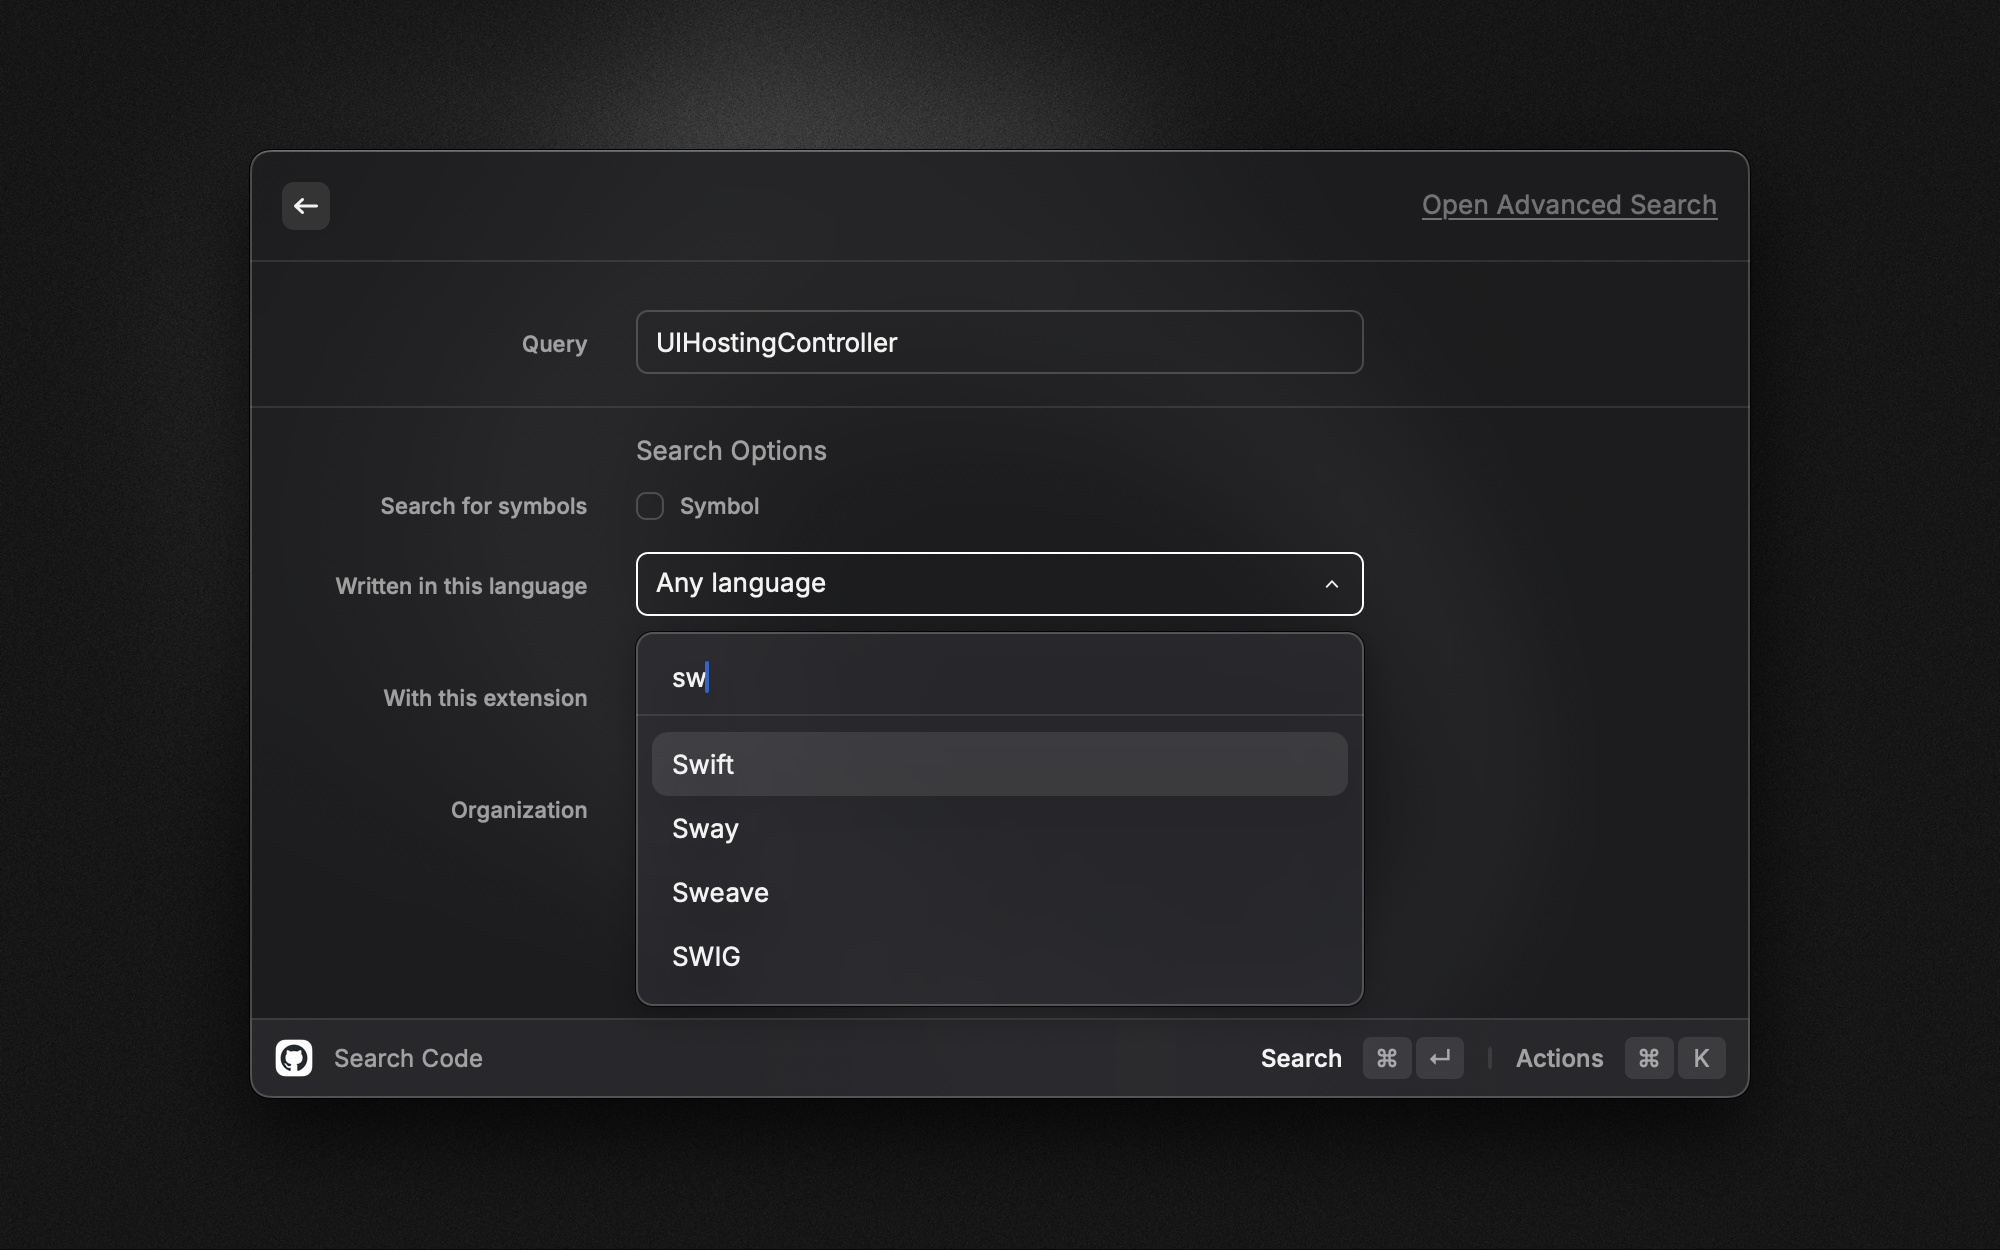 Open Advanced Search
Query
UIHostingController
Search Options
Search for symbols
Symbol
Written in this language
Any language
sw
With this extension
Swift
Organization
Sway
Sweave
SWIG
Search Code
Search ⌘ ↵ | Actions ⌘ K